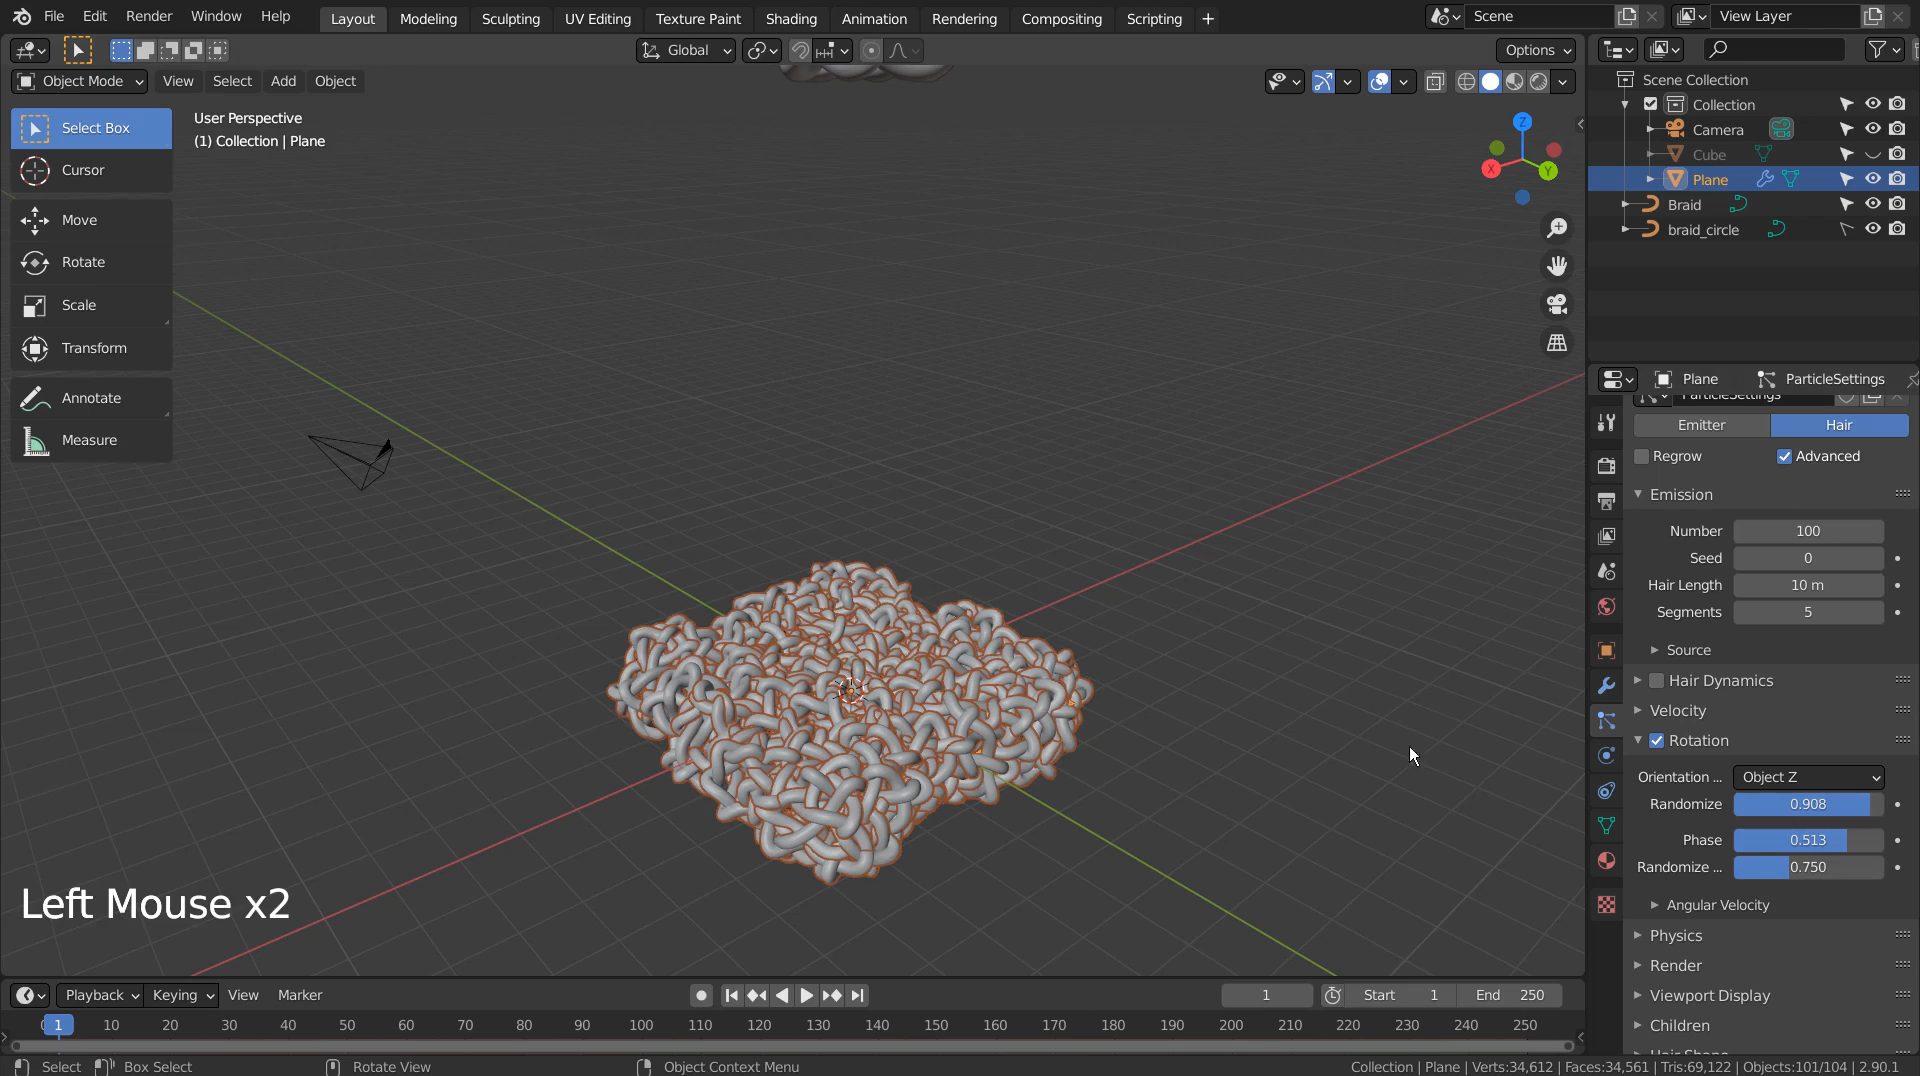 File Edit Render Window Help Layout Modeling Sculpting UV Editing Texture Paint Shading Animation Rendering Compositing Scripting + Scene View Layer
Global Options
Object Mode View Select Add Object
User Perspective
(1) Collection | Plane
Select Box
Cursor
Move
Rotate
Scale
Transform
Annotate
Measure
Z
X
Y
Scene Collection
Collection
Camera
Cube
Plane
Braid
braid_circle
Plane ParticleSettings
ParticleSettings
Emitter Hair
Regrow Advanced
Emission
Number 100
Seed 0
Hair Length 10 m
Segments 5
Source
Hair Dynamics
Velocity
Rotation
Orientation ... Object Z
Randomize 0.908
Phase 0.513
Randomize ... 0.750
Angular Velocity
Physics
Render
Viewport Display
Children
Hair Shape
Left Mouse x2
Playback Keying View Marker 1 Start 1 End 250
1 10 20 30 40 50 60 70 80 90 100 110 120 130 140 150 160 170 180 190 200 210 220 230 240 250
Select Box Select Rotate View Object Context Menu Collection | Plane | Verts:34,612 | Faces:34,561 | Tris:69,122 | Objects:101/104 | 2.90.1